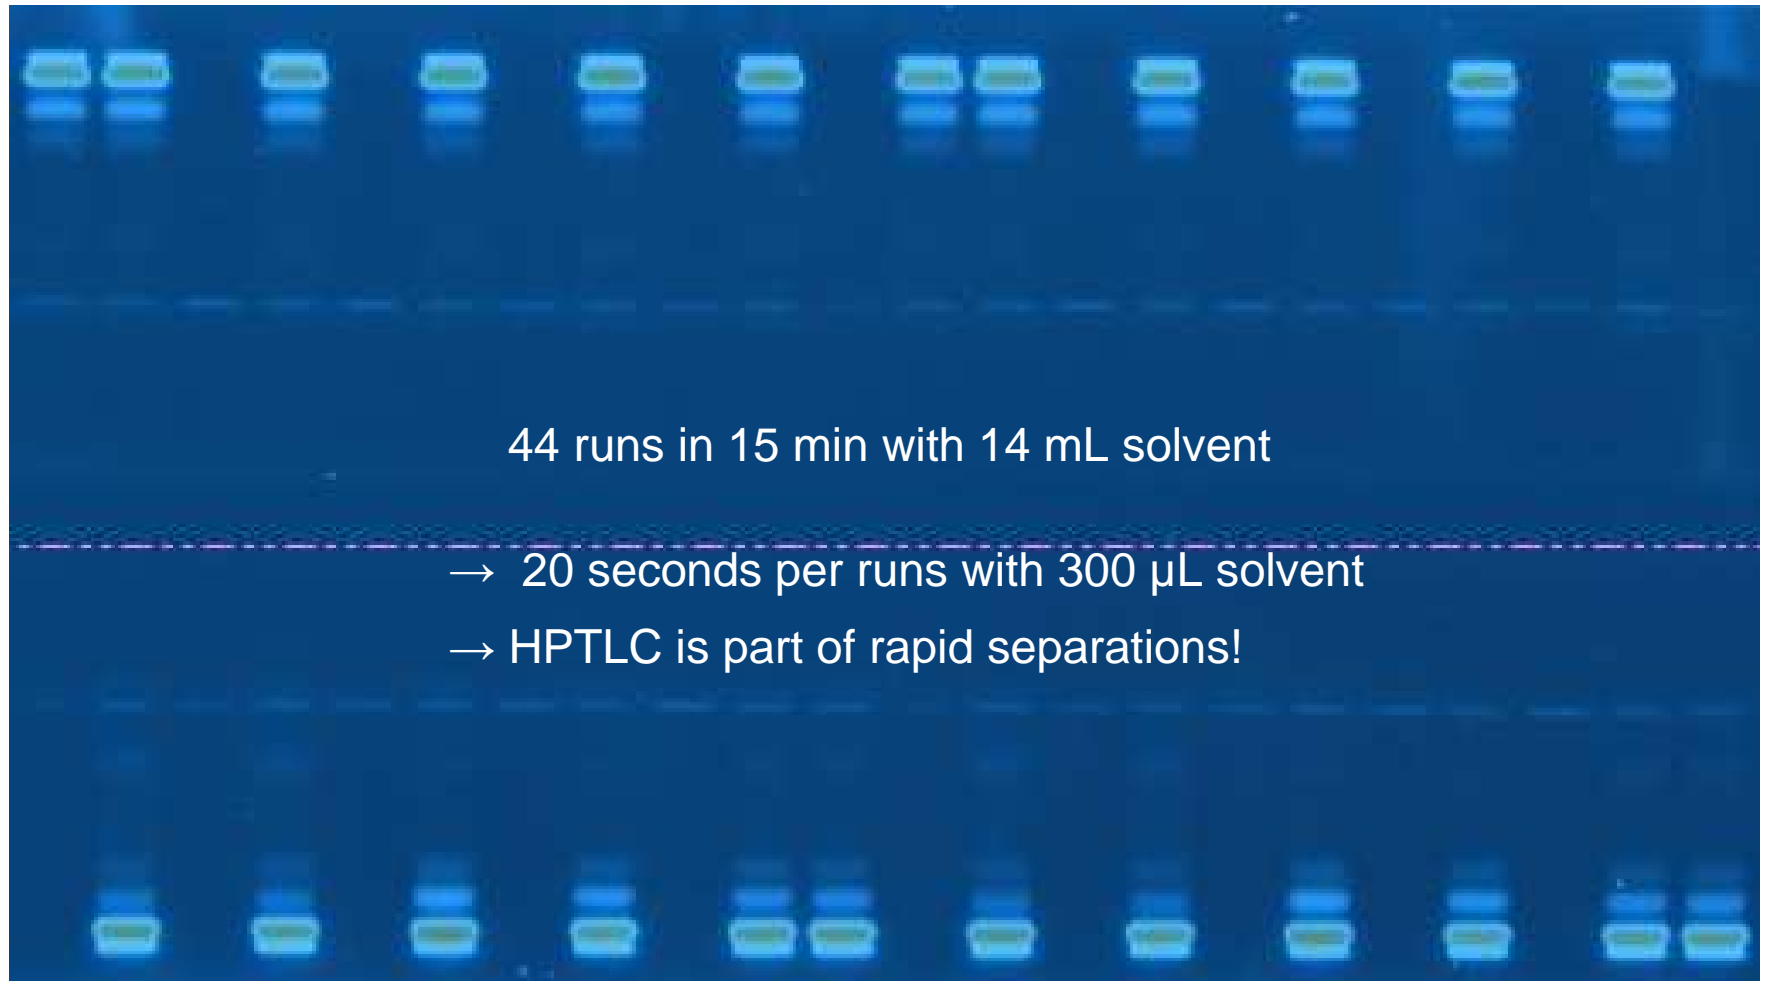 44 runs in 15 min with 14 mL solvent
→ 20 seconds per runs with 300 µL solvent
→ HPTLC is part of rapid separations!